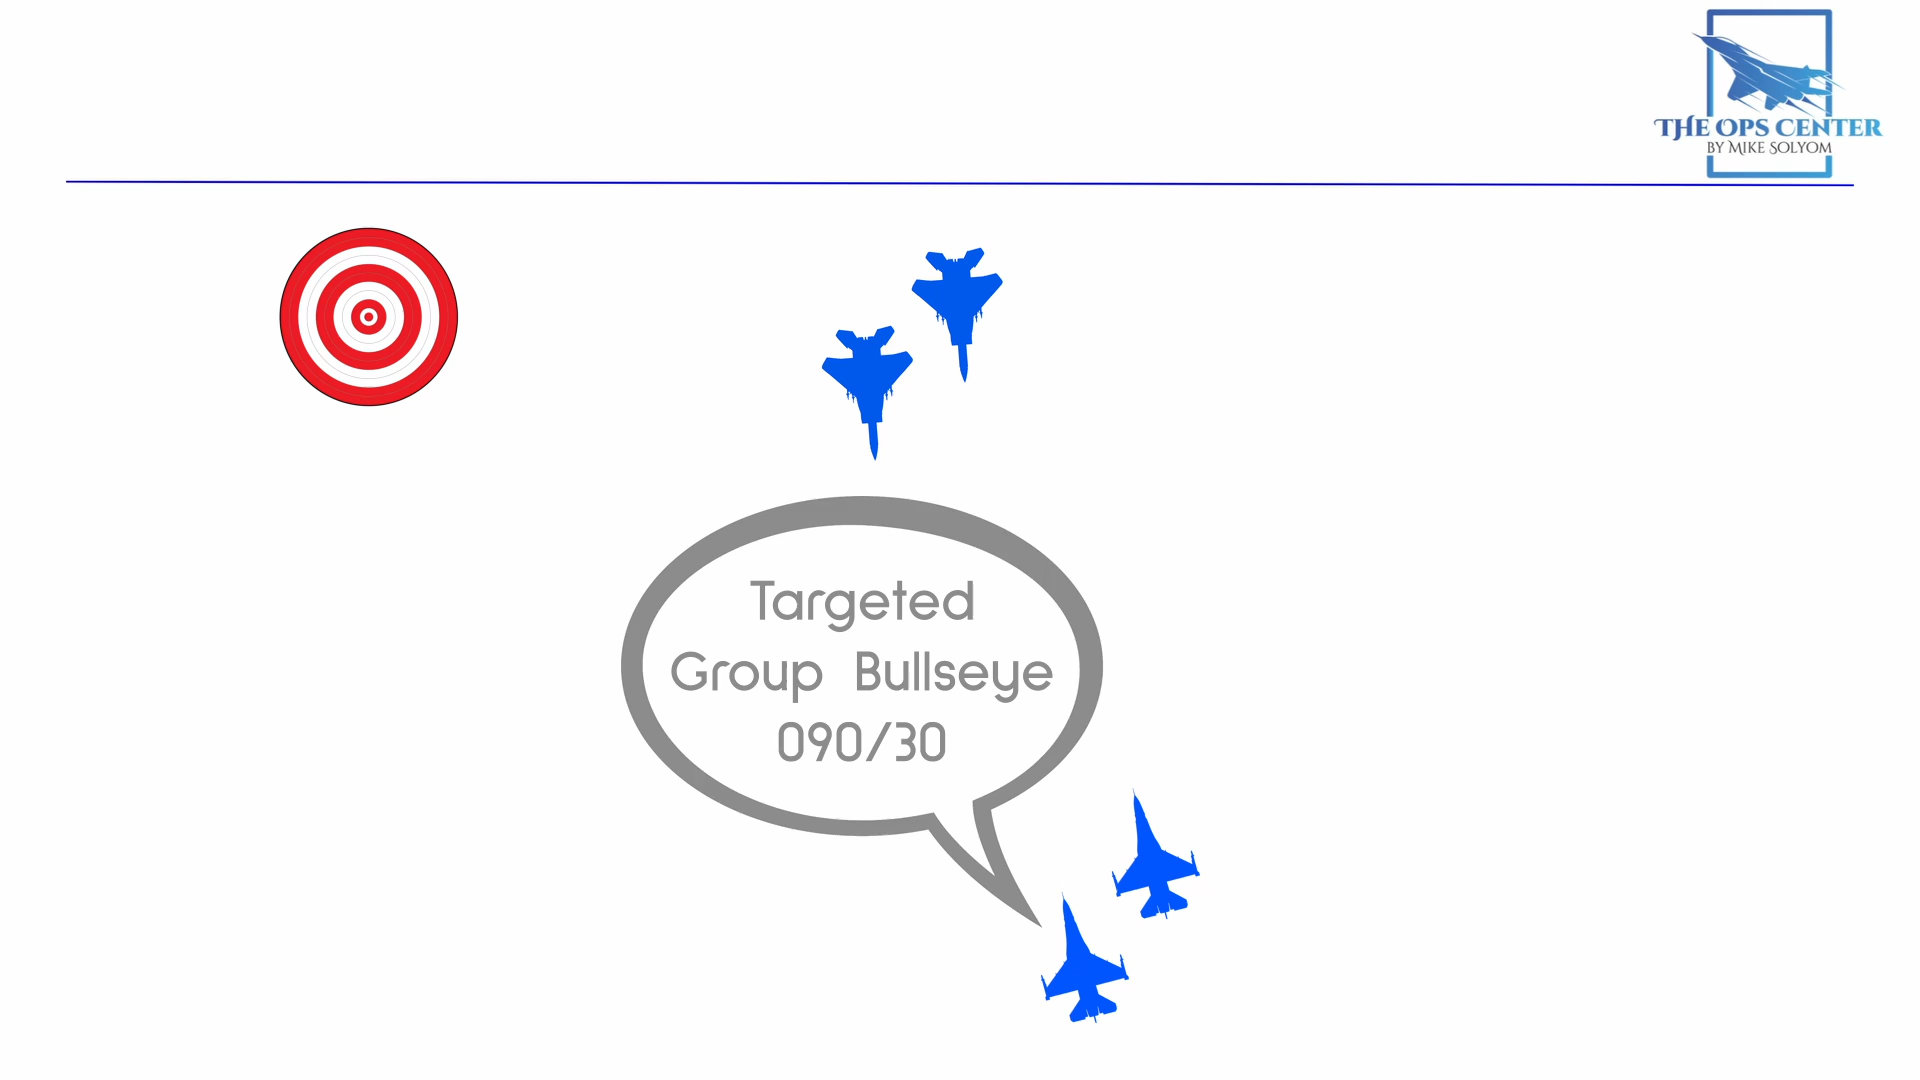 THE OPS CENTER
BY MIKE SOLYOM
Targeted
Group Bullseye
090/30